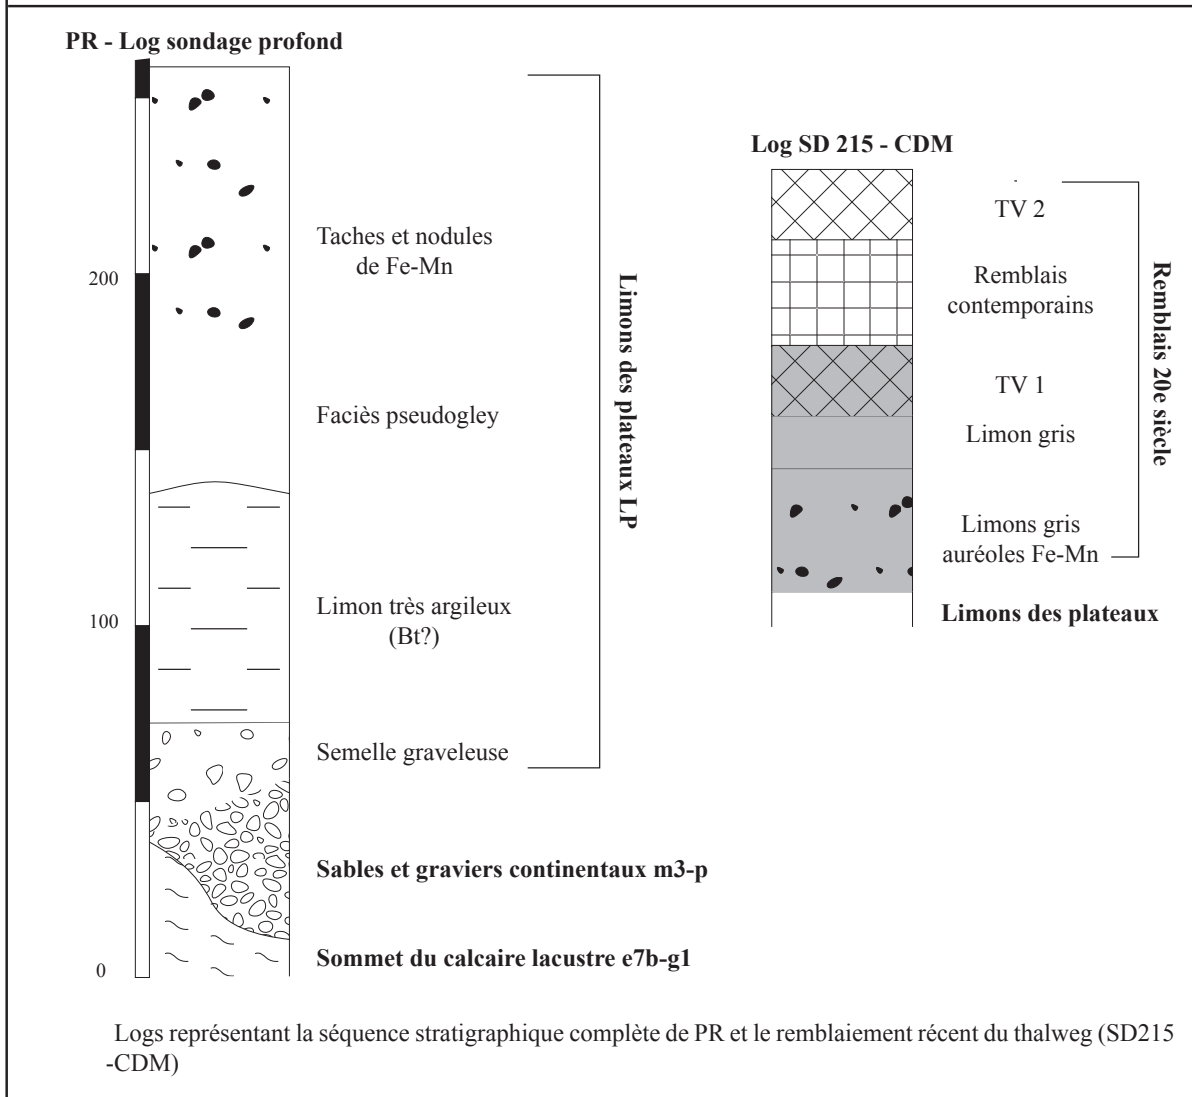 PR - Log sondage profond
Taches et nodules
de Fe-Mn
200
Faciès pseudogley
Limon très argileux
(Bt?)
100
Semelle graveleuse
Limons des plateaux LP
Sables et graviers continentaux m3-p
Sommet du calcaire lacustre e7b-g1
0
Log SD 215 - CDM
TV 2
Remblais
contemporains
TV 1
Limon gris
Limons gris
auréoles Fe-Mn
Remblais 20e siècle
Limons des plateaux
Logs représentant la séquence stratigraphique complète de PR et le remblaiement récent du thalweg (SD215
-CDM)